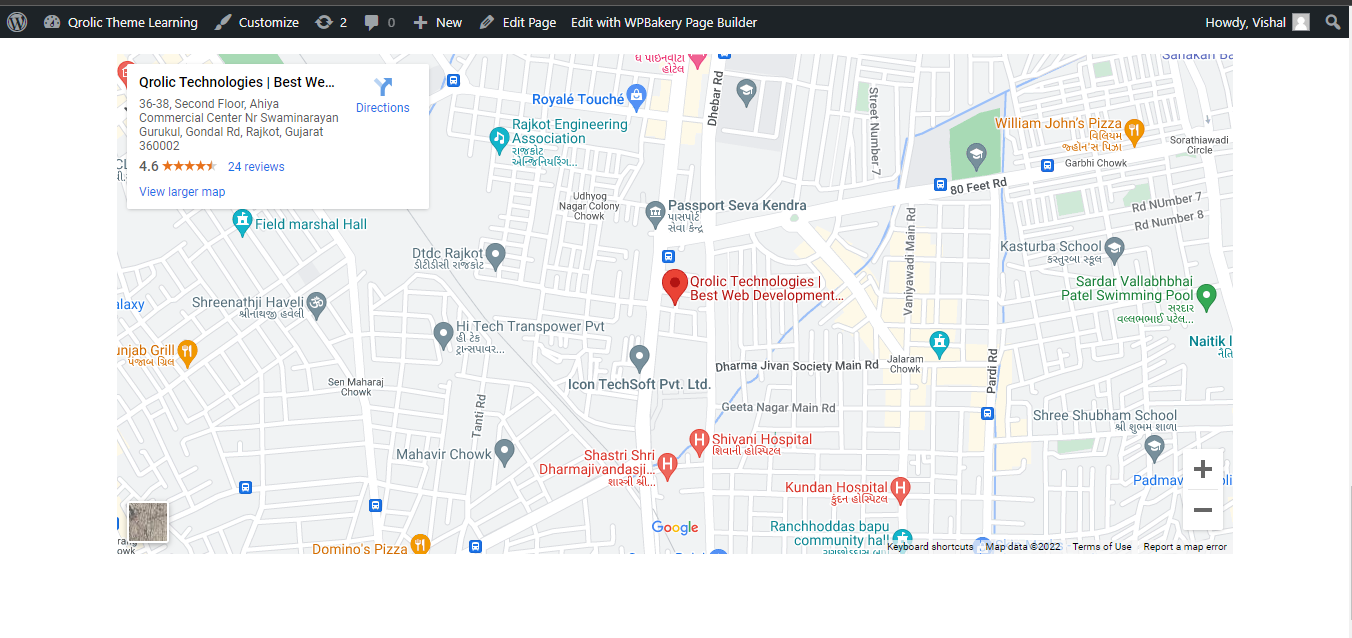 Qrolic Theme Learning
Customize
2
0
New
Edit Page
Edit with WPBakery Page Builder
Howdy, Vishal
Qrolic Technologies | Best We...
36-38, Second Floor, Ahiya
Commercial Center Nr Swaminarayan
Gurukul, Gondal Rd, Rajkot, Gujarat
360002
4.6
24 reviews
View larger map
Directions
હોટેલ
Dhebar Rd
Royalé Touché
Rajkot Engineering
Association
રાજકોટ
એન્જિનિયરિંગ...
Street Number 7
William John's Pizza
વિલિયમ
જ્હોન'સ પિઝા
Garbhi Chowk
Sorathiawadi
Circle
80 Feet Rd
Rd NUmber 7
Rd Number 8
Udhyog
Nagar Colony
Chowk
Passport Seva Kendra
પાસપોર્ટ
સેવા કેન્દ્ર
Field marshal Hall
Dtdc Rajkot
ડીટીડીસી રાજકોટ
Vaniyawadi Main Rd
Kasturba School
કસ્તુરબા સ્કૂલ
Qrolic Technologies |
Best Web Development...
Sardar Vallabhbhai
Patel Swimming Pool
સરદાર
વલ્લભભાઈ પટેલ...
alaxy
Shreenathji Haveli
શ્રીનાથજી હવેલી
Hi Tech Transpower Pvt
હી ટેક
ટ્રાન્સપાવર...
Naitik
unjab Grill
પંજાબ ગ્રિલ
Sen Maharaj
Chowk
Icon TechSoft Pvt. Ltd.
Dharma Jivan Society Main Rd
Jalaram
Chowk
Pardi Rd
Geeta Nagar Main Rd
Tanti Rd
Shree Shubham School
શ્રી શુભમ શાળા
Mahavir Chowk
Shivani Hospital
શિવાની હોસ્પિટલ
Shastri Shri
Dharmajivandasji...
શાસ્ત્રી શ્રી...
Kundan Hospital
કુંદન હોસ્પિટલ
Padmav
Ranchhoddas bapu
community hall
Domino's Pizza
Google
Keyboard shortcuts
Map data ©2022
Terms of Use
Report a map error